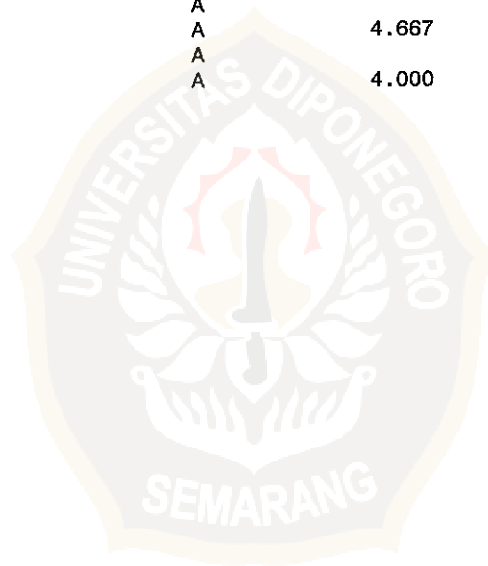 A
A 4.667
A
A 4.000
UNIVERSITAS DIPONEGORO
SEMARANG